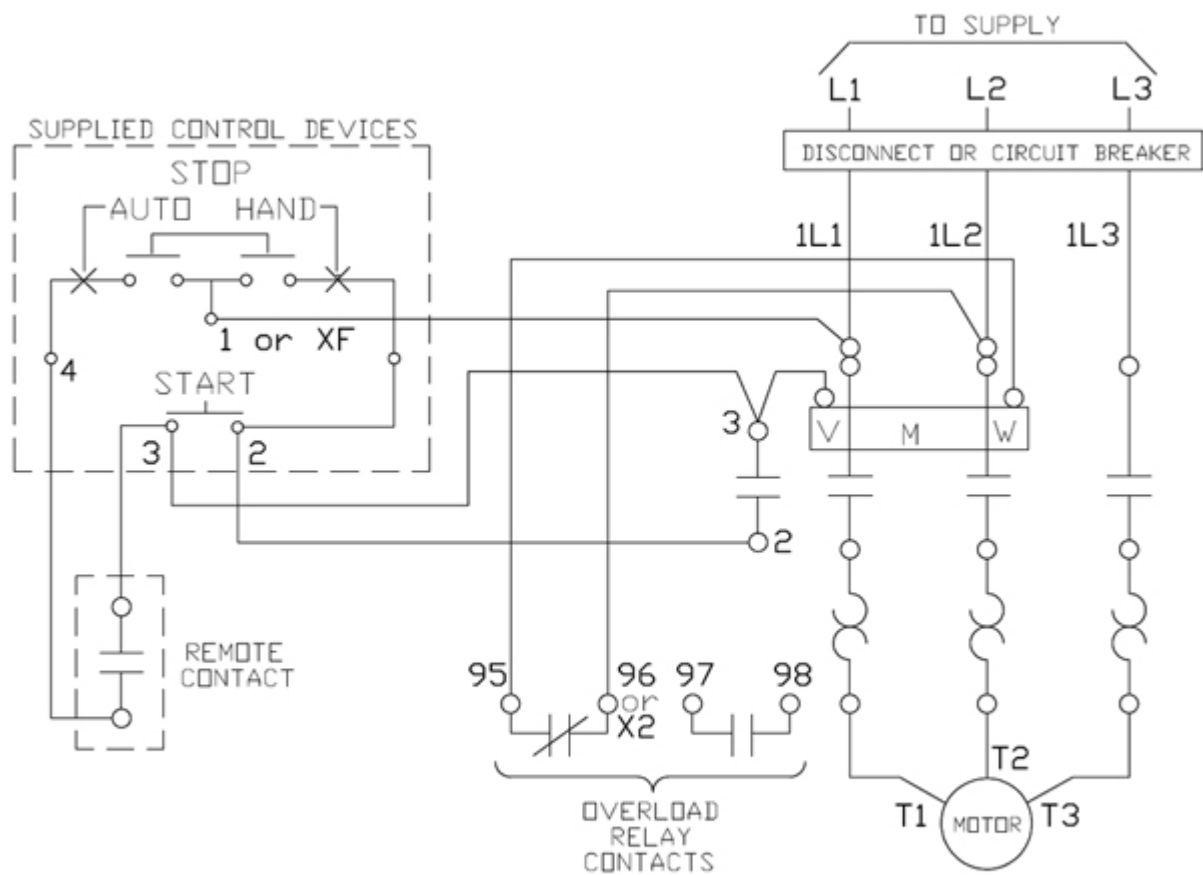 TO SUPPLY
L1 L2 L3
SUPPLIED CONTROL DEVICES
DISCONNECT OR CIRCUIT BREAKER
STOP
AUTO HAND
1L1 1L2 1L3
1 or XF
4
START
3 2
3
V M W
2
REMOTE
CONTACT
95 96 97 98
or
X2
T2
T1 MOTOR T3
OVERLOAD
RELAY
CONTACTS